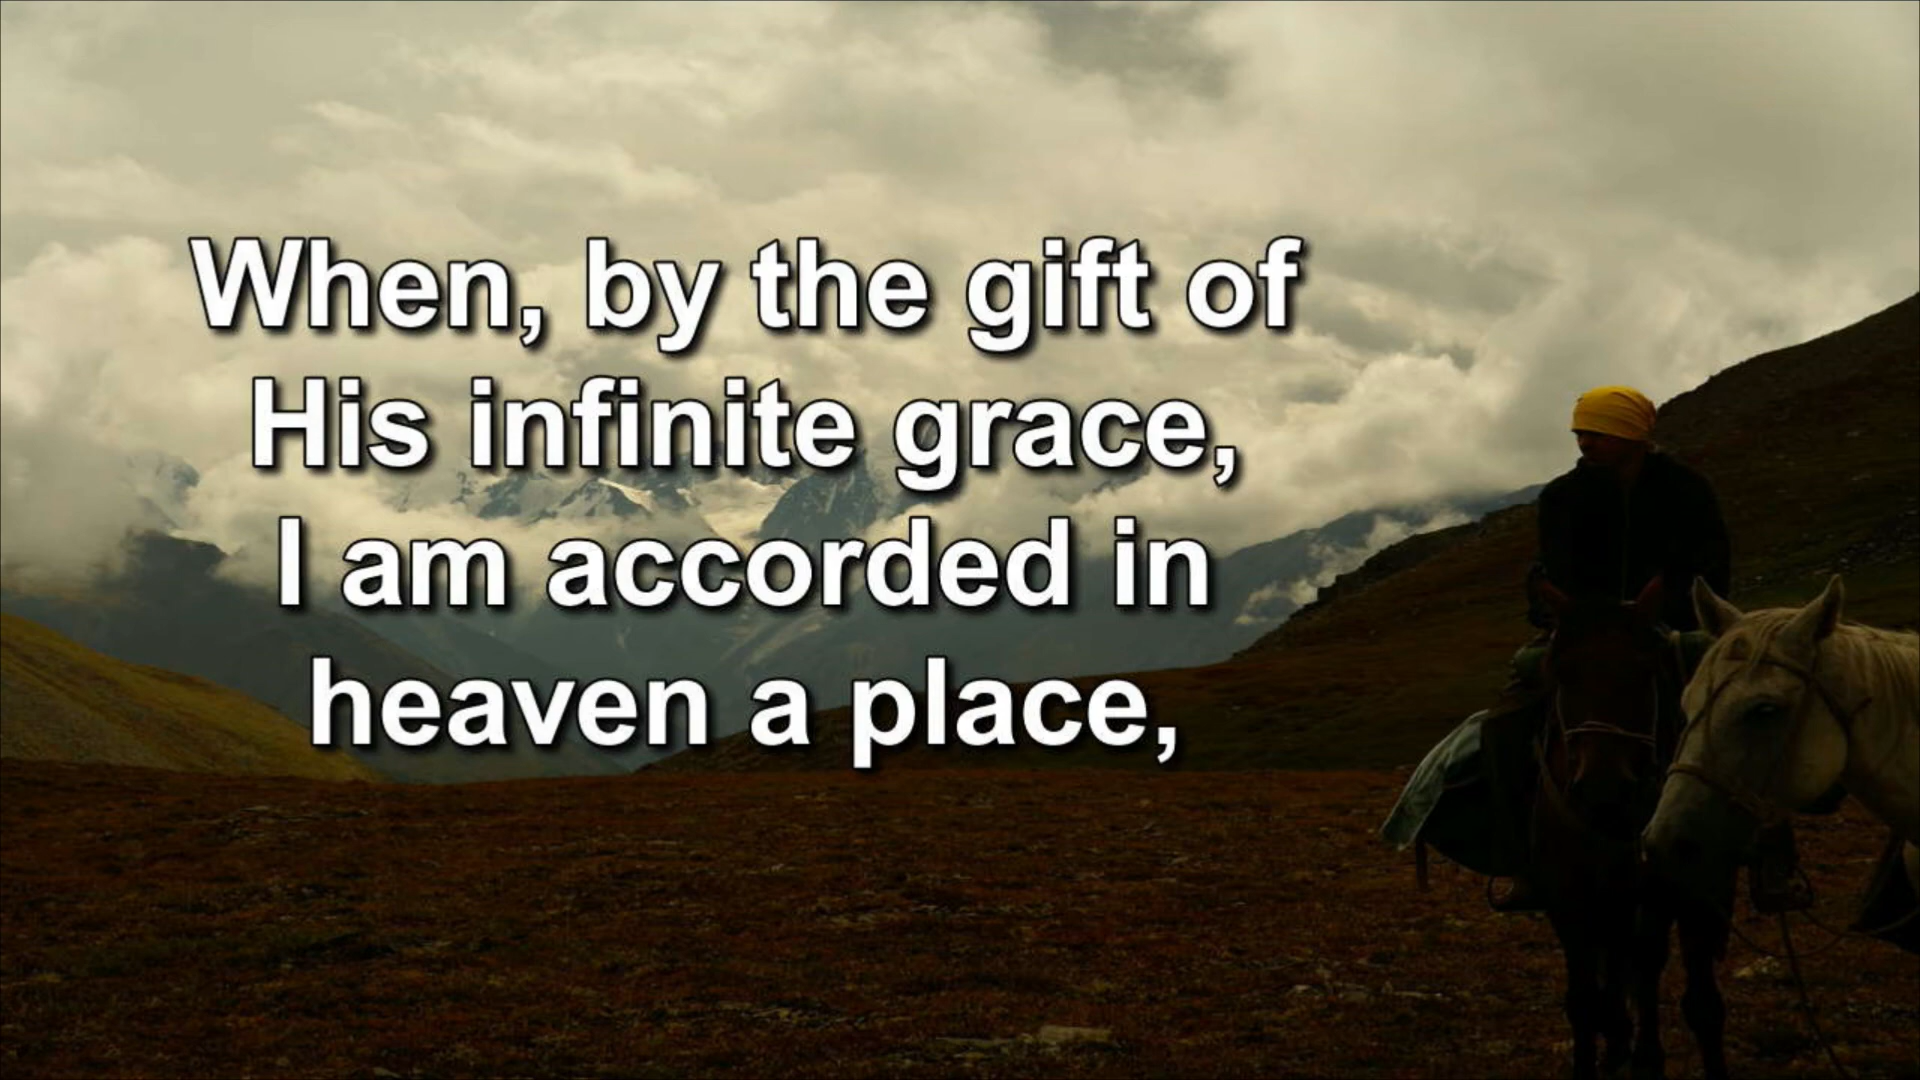 When, by the gift of
His infinite grace,
I am accorded in
heaven a place,